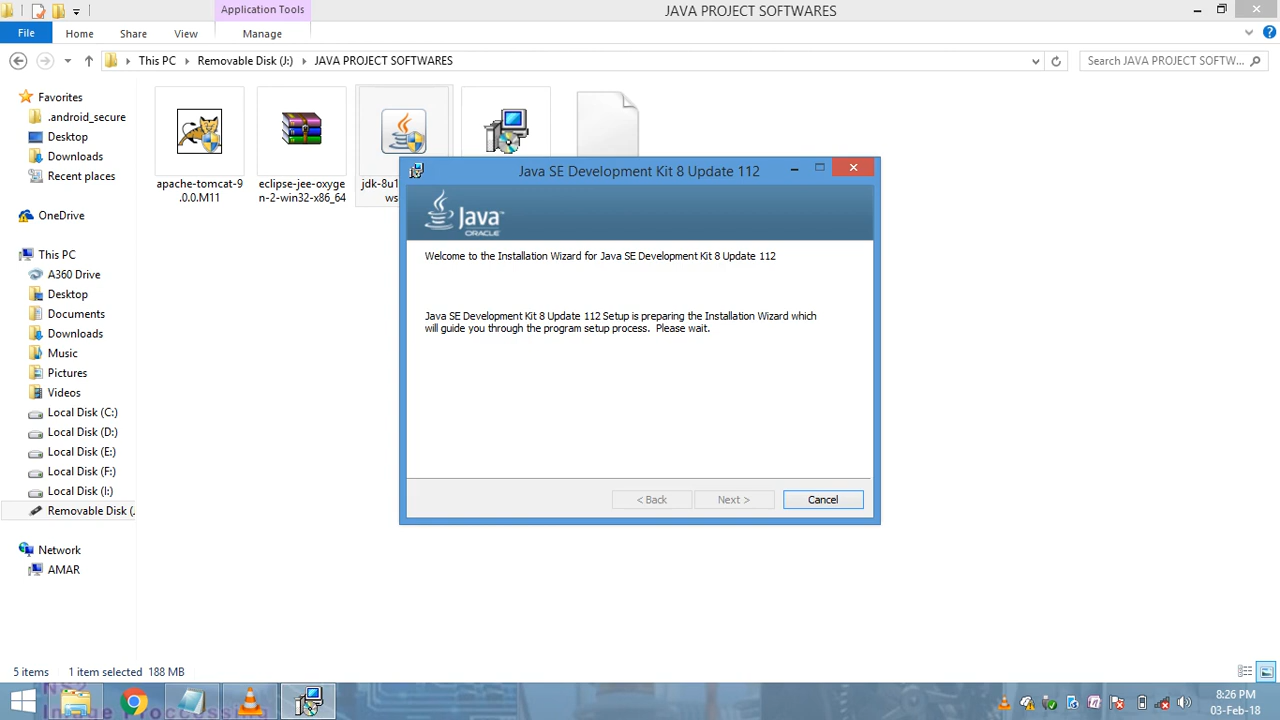 Application Tools
JAVA PROJECT SOFTWARES
File
Home
Share
View
Manage
This PC
Removable Disk (J:)
JAVA PROJECT SOFTWARES
Search JAVA PROJECT SOFTW...
Favorites
.android_secure
Desktop
Downloads
Recent places
OneDrive
This PC
A360 Drive
Desktop
Documents
Downloads
Music
Pictures
Videos
Local Disk (C:)
Local Disk (D:)
Local Disk (E:)
Local Disk (F:)
Local Disk (I:)
Removable Disk (
Network
AMAR
apache-tomcat-9
.0.0.M11
eclipse-jee-oxyge
n-2-win32-x86_64
jdk-8u1
ws
Java SE Development Kit 8 Update 112
Java
ORACLE
Welcome to the Installation Wizard for Java SE Development Kit 8 Update 112
Java SE Development Kit 8 Update 112 Setup is preparing the Installation Wizard which
will guide you through the program setup process. Please wait.
< Back
Next >
Cancel
5 items
1 item selected 188 MB
Image Proccessing
8:26 PM
03-Feb-18